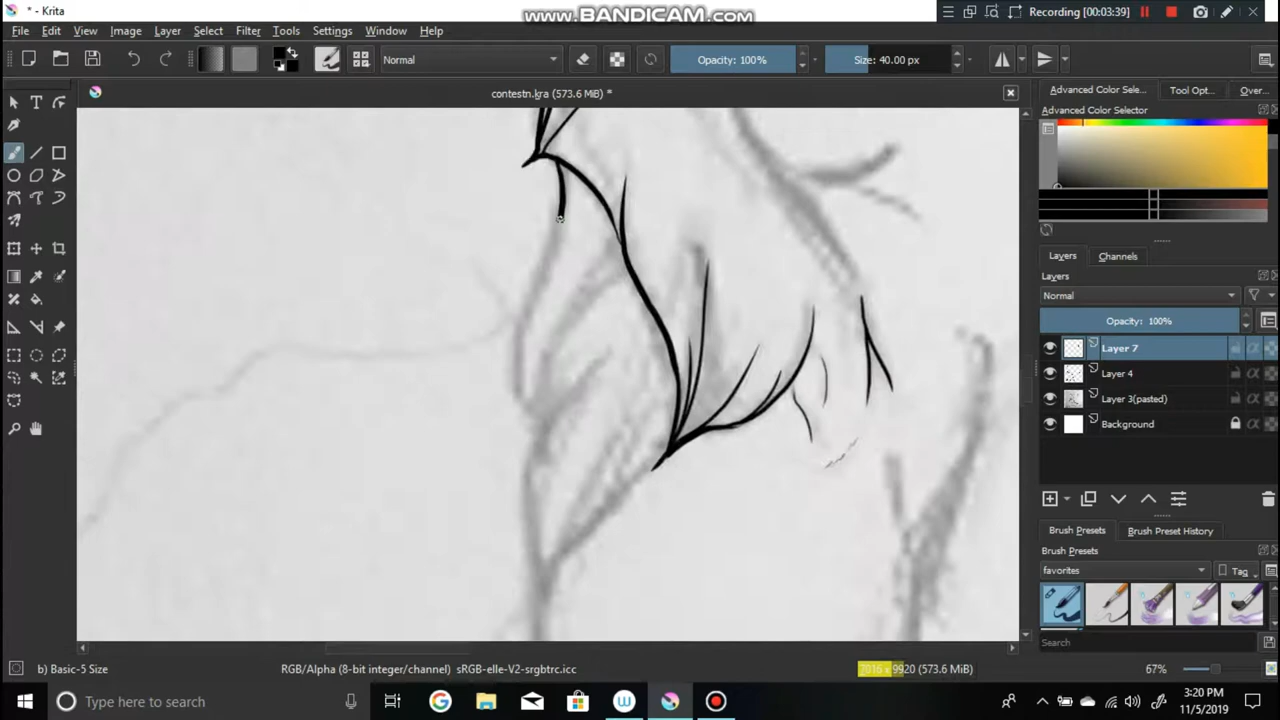 www.BANDICAM.com
* - Krita
Recording [00:03:39]
File Edit View Image Layer Select Filter Tools Settings Window Help
Normal
Opacity: 100%
Size: 40.00 px
contestn.kra (573.6 MiB) *
Advanced Color Sele...
Tool Opt...
Over...
Advanced Color Selector
Layers
Channels
Layers
Normal
Opacity: 100%
Layer 7
Layer 4
Layer 3(pasted)
Background
Brush Presets
Brush Preset History
Brush Presets
favorites
Tag
Search
b) Basic-5 Size
RGB/Alpha (8-bit integer/channel) sRGB-elle-V2-srgbtrc.icc
7016 x 9920 (573.6 MiB)
67%
Type here to search
3:20 PM
11/5/2019